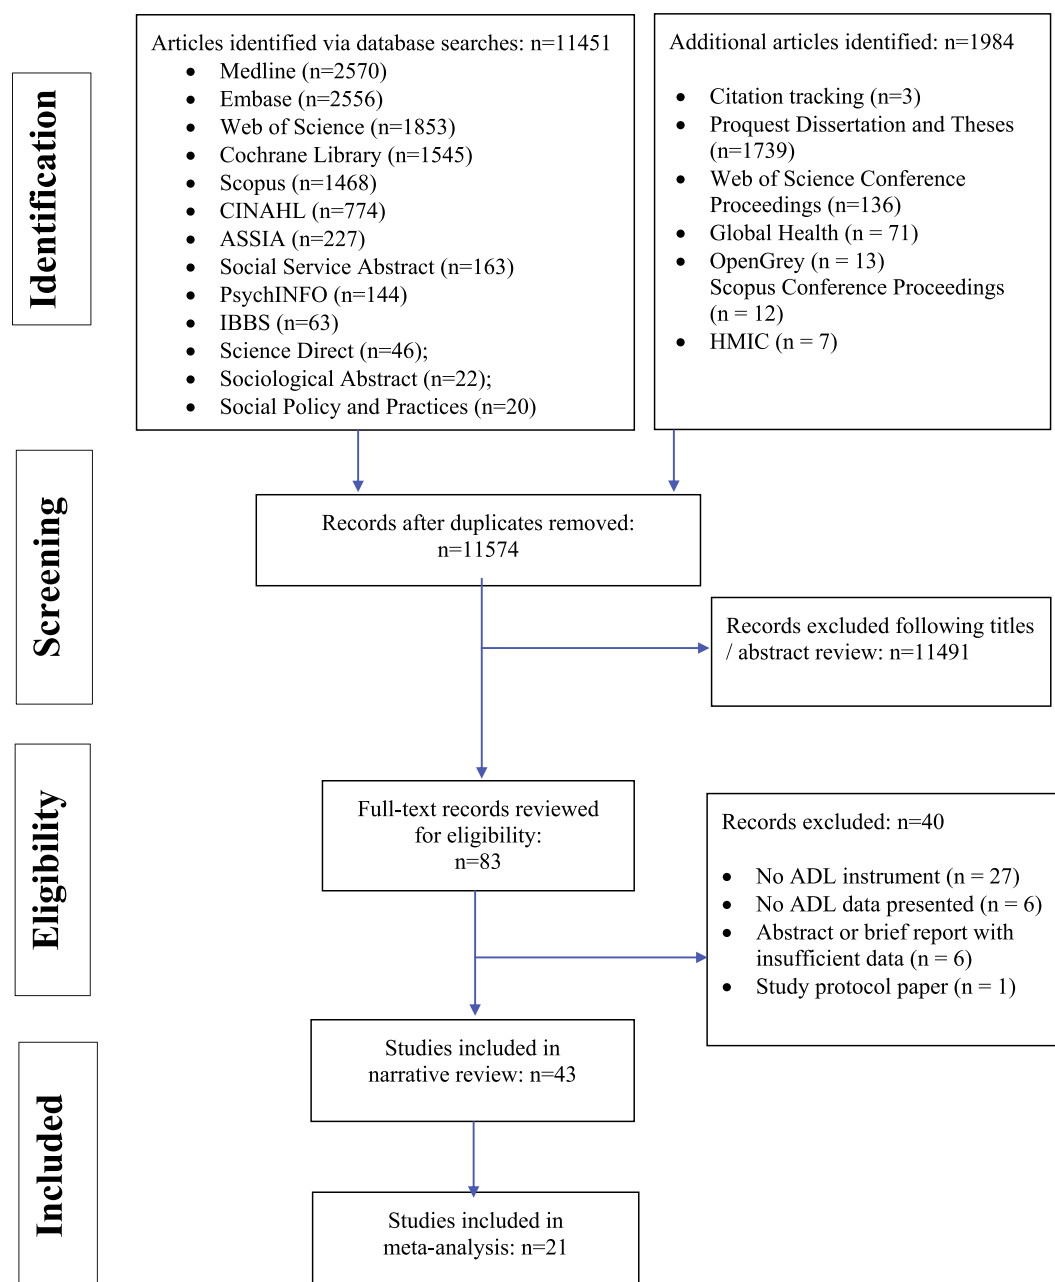 Identification
Articles identified via database searches: n=11451
• Medline (n=2570)
• Embase (n=2556)
• Web of Science (n=1853)
• Cochrane Library (n=1545)
• Scopus (n=1468)
• CINAHL (n=774)
• ASSIA (n=227)
• Social Service Abstract (n=163)
• PsychINFO (n=144)
• IBBS (n=63)
• Science Direct (n=46);
• Sociological Abstract (n=22);
• Social Policy and Practices (n=20)
Additional articles identified: n=1984
• Citation tracking (n=3)
• Proquest Dissertation and Theses
(n=1739)
• Web of Science Conference
Proceedings (n=136)
• Global Health (n = 71)
• OpenGrey (n = 13)
Scopus Conference Proceedings
(n = 12)
• HMIC (n = 7)
Screening
Records after duplicates removed:
n=11574
Records excluded following titles
/ abstract review: n=11491
Eligibility
Full-text records reviewed
for eligibility:
n=83
Records excluded: n=40
• No ADL instrument (n = 27)
• No ADL data presented (n = 6)
• Abstract or brief report with
insufficient data (n = 6)
• Study protocol paper (n = 1)
Included
Studies included in
narrative review: n=43
Studies included in
meta-analysis: n=21